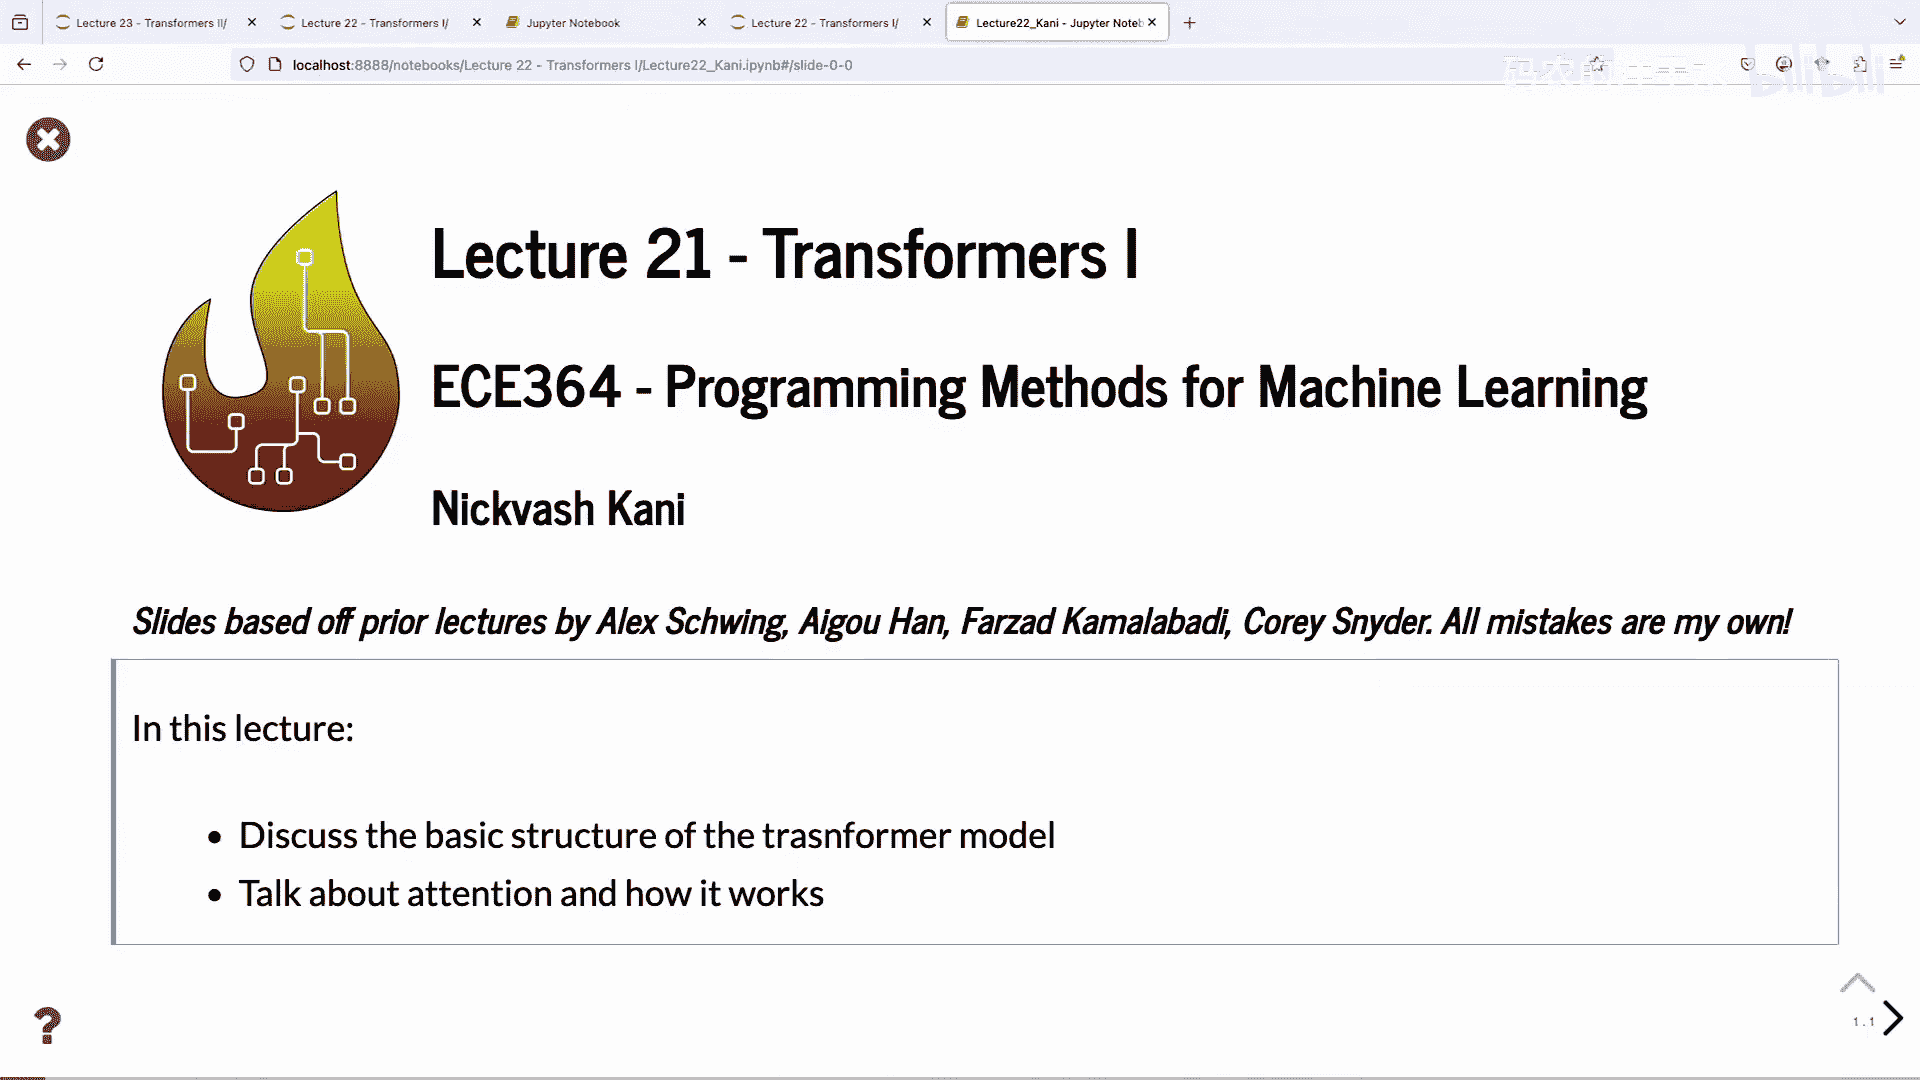 Lecture 23 - Transformers II/
Lecture 22 - Transformers I/
Jupyter Notebook
Lecture 22 - Transformers I/
Lecture22_Kani - Jupyter Noteb
localhost:8888/notebooks/Lecture 22 - Transformers I/Lecture22_Kani.ipynb#/slide-0-0
bilibili
Lecture 21 - Transformers I
ECE364 - Programming Methods for Machine Learning
Nickvash Kani
Slides based off prior lectures by Alex Schwing, Aigou Han, Farzad Kamalabadi, Corey Snyder. All mistakes are my own!
In this lecture:
• Discuss the basic structure of the trasnformer model
• Talk about attention and how it works
?
1.1